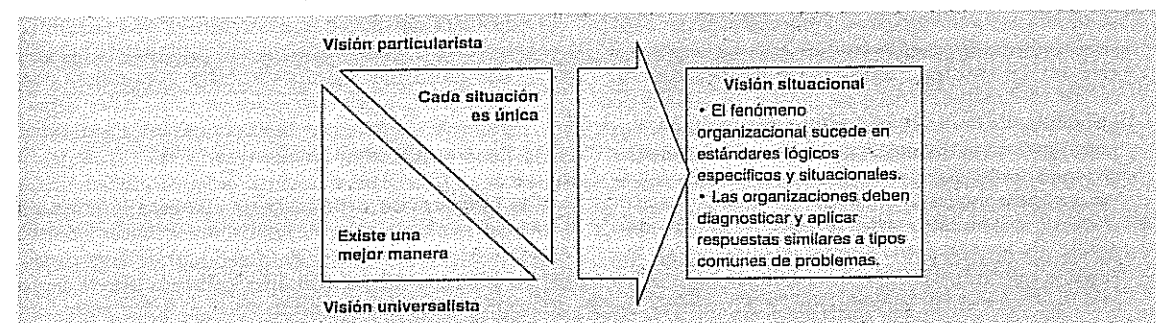 Visión particularista
Cada situación
es única
Existe una
mejor manera
Visión universalista
Visión situacional
• El fenómeno
organizacional sucede en
estándares lógicos
específicos y situacionales.
• Las organizaciones deben
diagnosticar y aplicar
respuestas similares a tipos
comunes de problemas.